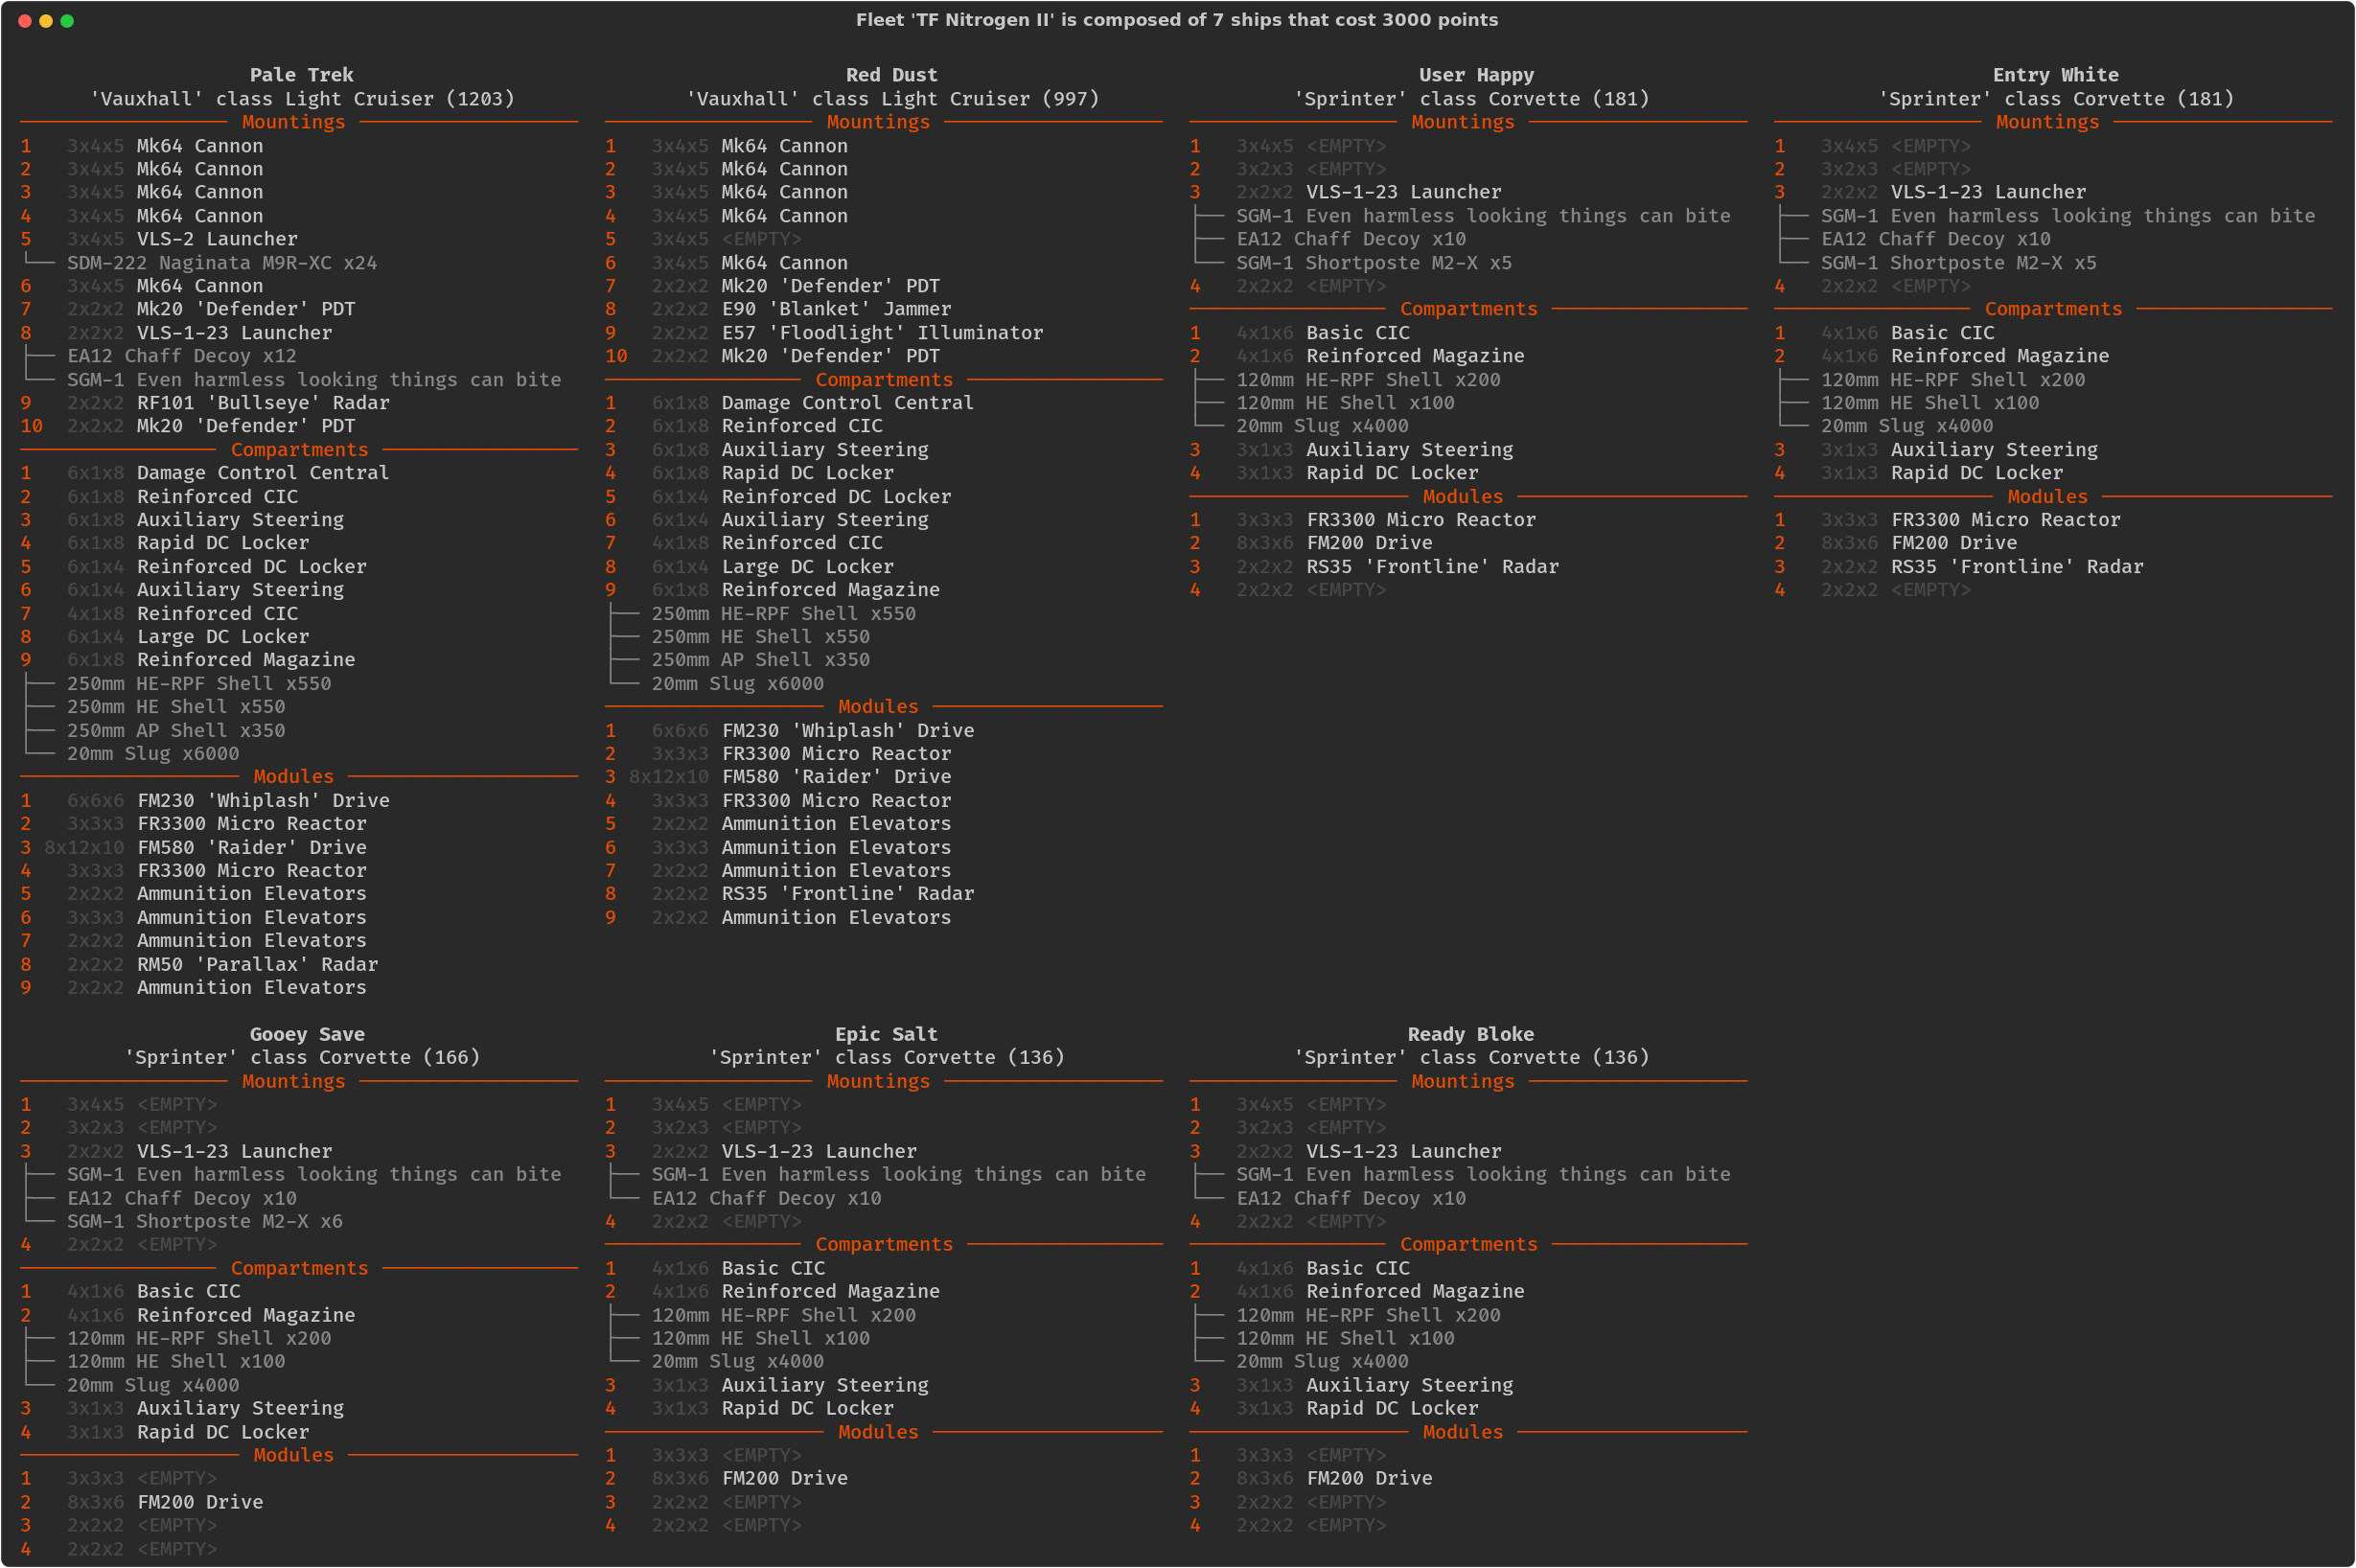 Fleet 'TF Nitrogen II' is composed of 7 ships that cost 3000 points
Pale Trek
'Vauxhall' class Light Cruiser (1203)
Mountings
1 3x4x5 Mk64 Cannon
2 3x4x5 Mk64 Cannon
3 3x4x5 Mk64 Cannon
4 3x4x5 Mk64 Cannon
5 3x4x5 VLS-2 Launcher
SDM-222 Naginata M9R-XC x24
6 3x4x5 Mk64 Cannon
7 2x2x2 Mk20 'Defender' PDT
8 2x2x2 VLS-1-23 Launcher
EA12 Chaff Decoy x12
SGM-1 Even harmless looking things can bite
9 2x2x2 RF101 'Bullseye' Radar
10 2x2x2 Mk20 'Defender' PDT
Compartments
1 6x1x8 Damage Control Central
2 6x1x8 Reinforced CIC
3 6x1x8 Auxiliary Steering
4 6x1x8 Rapid DC Locker
5 6x1x4 Reinforced DC Locker
6 6x1x4 Auxiliary Steering
7 4x1x8 Reinforced CIC
8 6x1x4 Large DC Locker
9 6x1x8 Reinforced Magazine
250mm HE-RPF Shell x550
250mm HE Shell x550
250mm AP Shell x350
20mm Slug x6000
Modules
1 6x6x6 FM230 'Whiplash' Drive
2 3x3x3 FR3300 Micro Reactor
3 8x12x10 FM580 'Raider' Drive
4 3x3x3 FR3300 Micro Reactor
5 2x2x2 Ammunition Elevators
6 3x3x3 Ammunition Elevators
7 2x2x2 Ammunition Elevators
8 2x2x2 RM50 'Parallax' Radar
9 2x2x2 Ammunition Elevators
Red Dust
'Vauxhall' class Light Cruiser (997)
Mountings
1 3x4x5 Mk64 Cannon
2 3x4x5 Mk64 Cannon
3 3x4x5 Mk64 Cannon
4 3x4x5 Mk64 Cannon
5 3x4x5 <EMPTY>
6 3x4x5 Mk64 Cannon
7 2x2x2 Mk20 'Defender' PDT
8 2x2x2 E90 'Blanket' Jammer
9 2x2x2 E57 'Floodlight' Illuminator
10 2x2x2 Mk20 'Defender' PDT
Compartments
1 6x1x8 Damage Control Central
2 6x1x8 Reinforced CIC
3 6x1x8 Auxiliary Steering
4 6x1x8 Rapid DC Locker
5 6x1x4 Reinforced DC Locker
6 6x1x4 Auxiliary Steering
7 4x1x8 Reinforced CIC
8 6x1x4 Large DC Locker
9 6x1x8 Reinforced Magazine
250mm HE-RPF Shell x550
250mm HE Shell x550
250mm AP Shell x350
20mm Slug x6000
Modules
1 6x6x6 FM230 'Whiplash' Drive
2 3x3x3 FR3300 Micro Reactor
3 8x12x10 FM580 'Raider' Drive
4 3x3x3 FR3300 Micro Reactor
5 2x2x2 Ammunition Elevators
6 3x3x3 Ammunition Elevators
7 2x2x2 Ammunition Elevators
8 2x2x2 RS35 'Frontline' Radar
9 2x2x2 Ammunition Elevators
User Happy
'Sprinter' class Corvette (181)
Mountings
1 3x4x5 <EMPTY>
2 3x2x3 <EMPTY>
3 2x2x2 VLS-1-23 Launcher
SGM-1 Even harmless looking things can bite
EA12 Chaff Decoy x10
SGM-1 Shortposte M2-X x5
4 2x2x2 <EMPTY>
Compartments
1 4x1x6 Basic CIC
2 4x1x6 Reinforced Magazine
120mm HE-RPF Shell x200
120mm HE Shell x100
20mm Slug x4000
3 3x1x3 Auxiliary Steering
4 3x1x3 Rapid DC Locker
Modules
1 3x3x3 FR3300 Micro Reactor
2 8x3x6 FM200 Drive
3 2x2x2 RS35 'Frontline' Radar
4 2x2x2 <EMPTY>
Entry White
'Sprinter' class Corvette (181)
Mountings
1 3x4x5 <EMPTY>
2 3x2x3 <EMPTY>
3 2x2x2 VLS-1-23 Launcher
SGM-1 Even harmless looking things can bite
EA12 Chaff Decoy x10
SGM-1 Shortposte M2-X x5
4 2x2x2 <EMPTY>
Compartments
1 4x1x6 Basic CIC
2 4x1x6 Reinforced Magazine
120mm HE-RPF Shell x200
120mm HE Shell x100
20mm Slug x4000
3 3x1x3 Auxiliary Steering
4 3x1x3 Rapid DC Locker
Modules
1 3x3x3 FR3300 Micro Reactor
2 8x3x6 FM200 Drive
3 2x2x2 RS35 'Frontline' Radar
4 2x2x2 <EMPTY>
Gooey Save
'Sprinter' class Corvette (166)
Mountings
1 3x4x5 <EMPTY>
2 3x2x3 <EMPTY>
3 2x2x2 VLS-1-23 Launcher
SGM-1 Even harmless looking things can bite
EA12 Chaff Decoy x10
SGM-1 Shortposte M2-X x6
4 2x2x2 <EMPTY>
Compartments
1 4x1x6 Basic CIC
2 4x1x6 Reinforced Magazine
120mm HE-RPF Shell x200
120mm HE Shell x100
20mm Slug x4000
3 3x1x3 Auxiliary Steering
4 3x1x3 Rapid DC Locker
Modules
1 3x3x3 <EMPTY>
2 8x3x6 FM200 Drive
3 2x2x2 <EMPTY>
4 2x2x2 <EMPTY>
Epic Salt
'Sprinter' class Corvette (136)
Mountings
1 3x4x5 <EMPTY>
2 3x2x3 <EMPTY>
3 2x2x2 VLS-1-23 Launcher
SGM-1 Even harmless looking things can bite
EA12 Chaff Decoy x10
4 2x2x2 <EMPTY>
Compartments
1 4x1x6 Basic CIC
2 4x1x6 Reinforced Magazine
120mm HE-RPF Shell x200
120mm HE Shell x100
20mm Slug x4000
3 3x1x3 Auxiliary Steering
4 3x1x3 Rapid DC Locker
Modules
1 3x3x3 <EMPTY>
2 8x3x6 FM200 Drive
3 2x2x2 <EMPTY>
4 2x2x2 <EMPTY>
Ready Bloke
'Sprinter' class Corvette (136)
Mountings
1 3x4x5 <EMPTY>
2 3x2x3 <EMPTY>
3 2x2x2 VLS-1-23 Launcher
SGM-1 Even harmless looking things can bite
EA12 Chaff Decoy x10
4 2x2x2 <EMPTY>
Compartments
1 4x1x6 Basic CIC
2 4x1x6 Reinforced Magazine
120mm HE-RPF Shell x200
120mm HE Shell x100
20mm Slug x4000
3 3x1x3 Auxiliary Steering
4 3x1x3 Rapid DC Locker
Modules
1 3x3x3 <EMPTY>
2 8x3x6 FM200 Drive
3 2x2x2 <EMPTY>
4 2x2x2 <EMPTY>